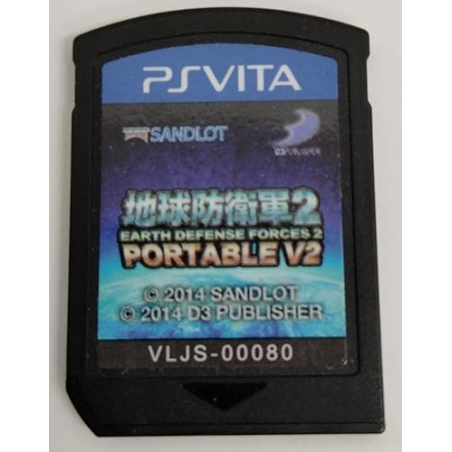 PSVITA
SANDLOT
D3PUBLISHER
地球防衛軍2
EARTH DEFENSE FORCES 2
PORTABLE V2
© 2014 SANDLOT
© 2014 D3 PUBLISHER
VLJS-00080